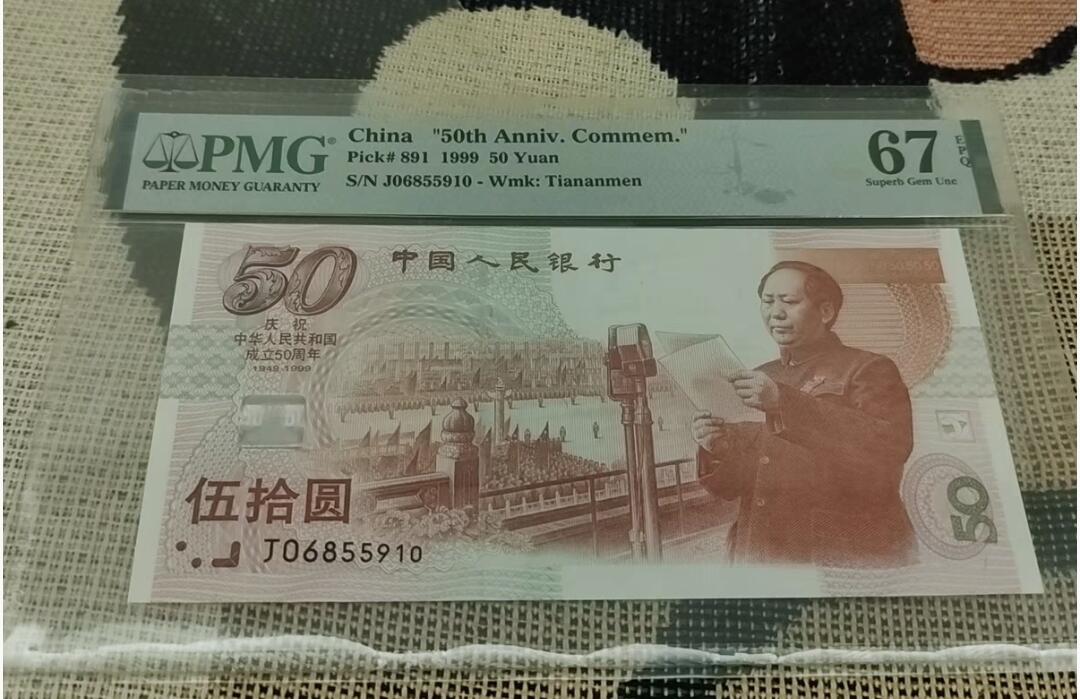 PMG®
PAPER MONEY GUARANTY
China "50th Anniv. Commem."
Pick# 891 1999 50 Yuan
S/N J06855910 - Wmk: Tiananmen
67
Superb Gem Unc
E
P
Q
50
中国人民银行
庆祝
中华人民共和国
成立50周年
1949-1999
伍拾圆
J06855910
50